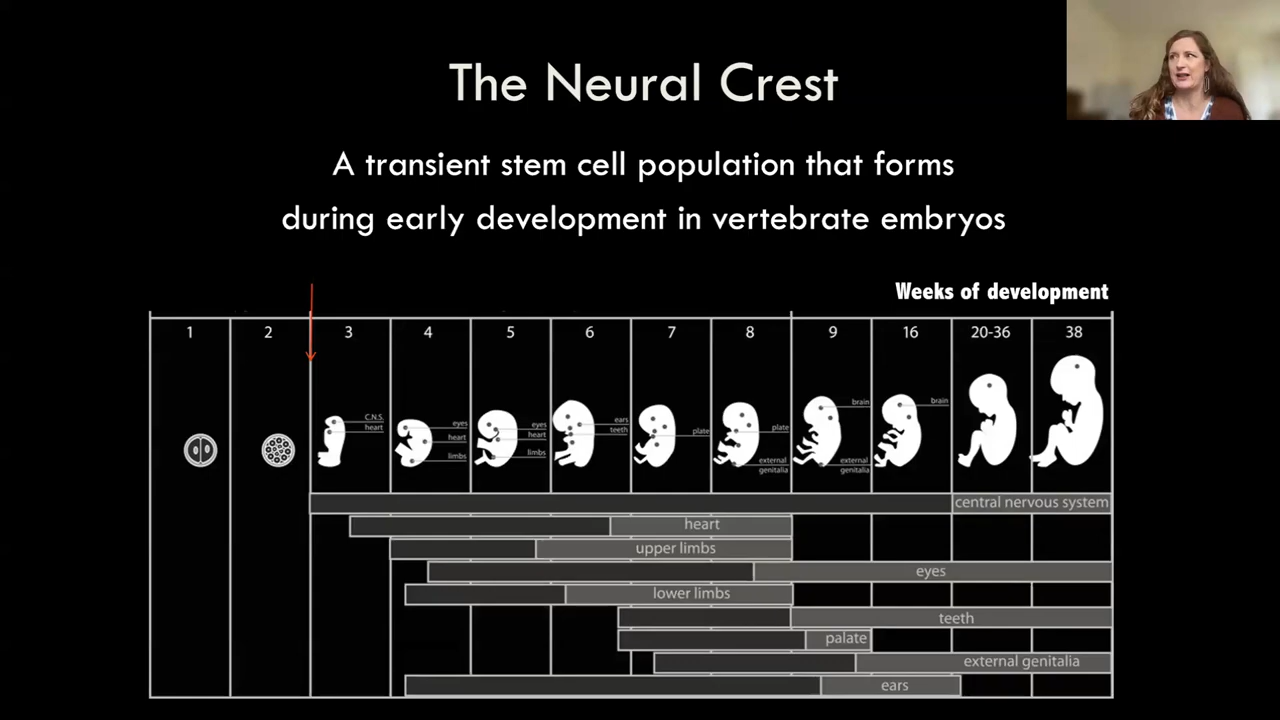 The Neural Crest
A transient stem cell population that forms
during early development in vertebrate embryos
Weeks of development
1 2 3 4 5 6 7 8 9 16 20-36 38
C.N.S.
heart
eyes
heart
limbs
eyes
heart
limbs
ears
teeth
plate
plate
external
genitalia
brain
external
genitalia
brain
central nervous system
heart
upper limbs
eyes
lower limbs
teeth
palate
external genitalia
ears